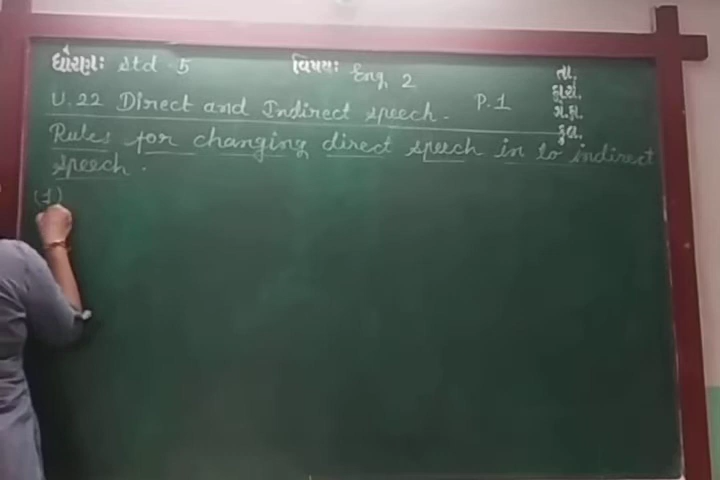 ધોરણ: Std - 5 વિષય: Eng 2 તા.
હાજ.
U.22 Direct and Indirect speech. P.1 ગ.હા.
કુલ.
Rules for changing direct speech in to indirect
speech.
(1)